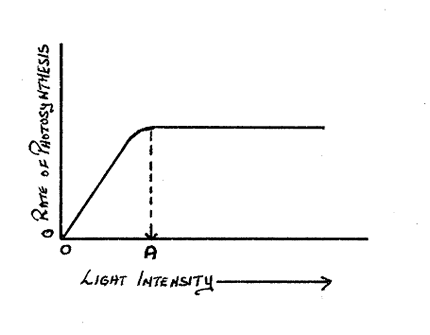 RATE OF PHOTOSYNTHESIS
O
O
A
LIGHT INTENSITY